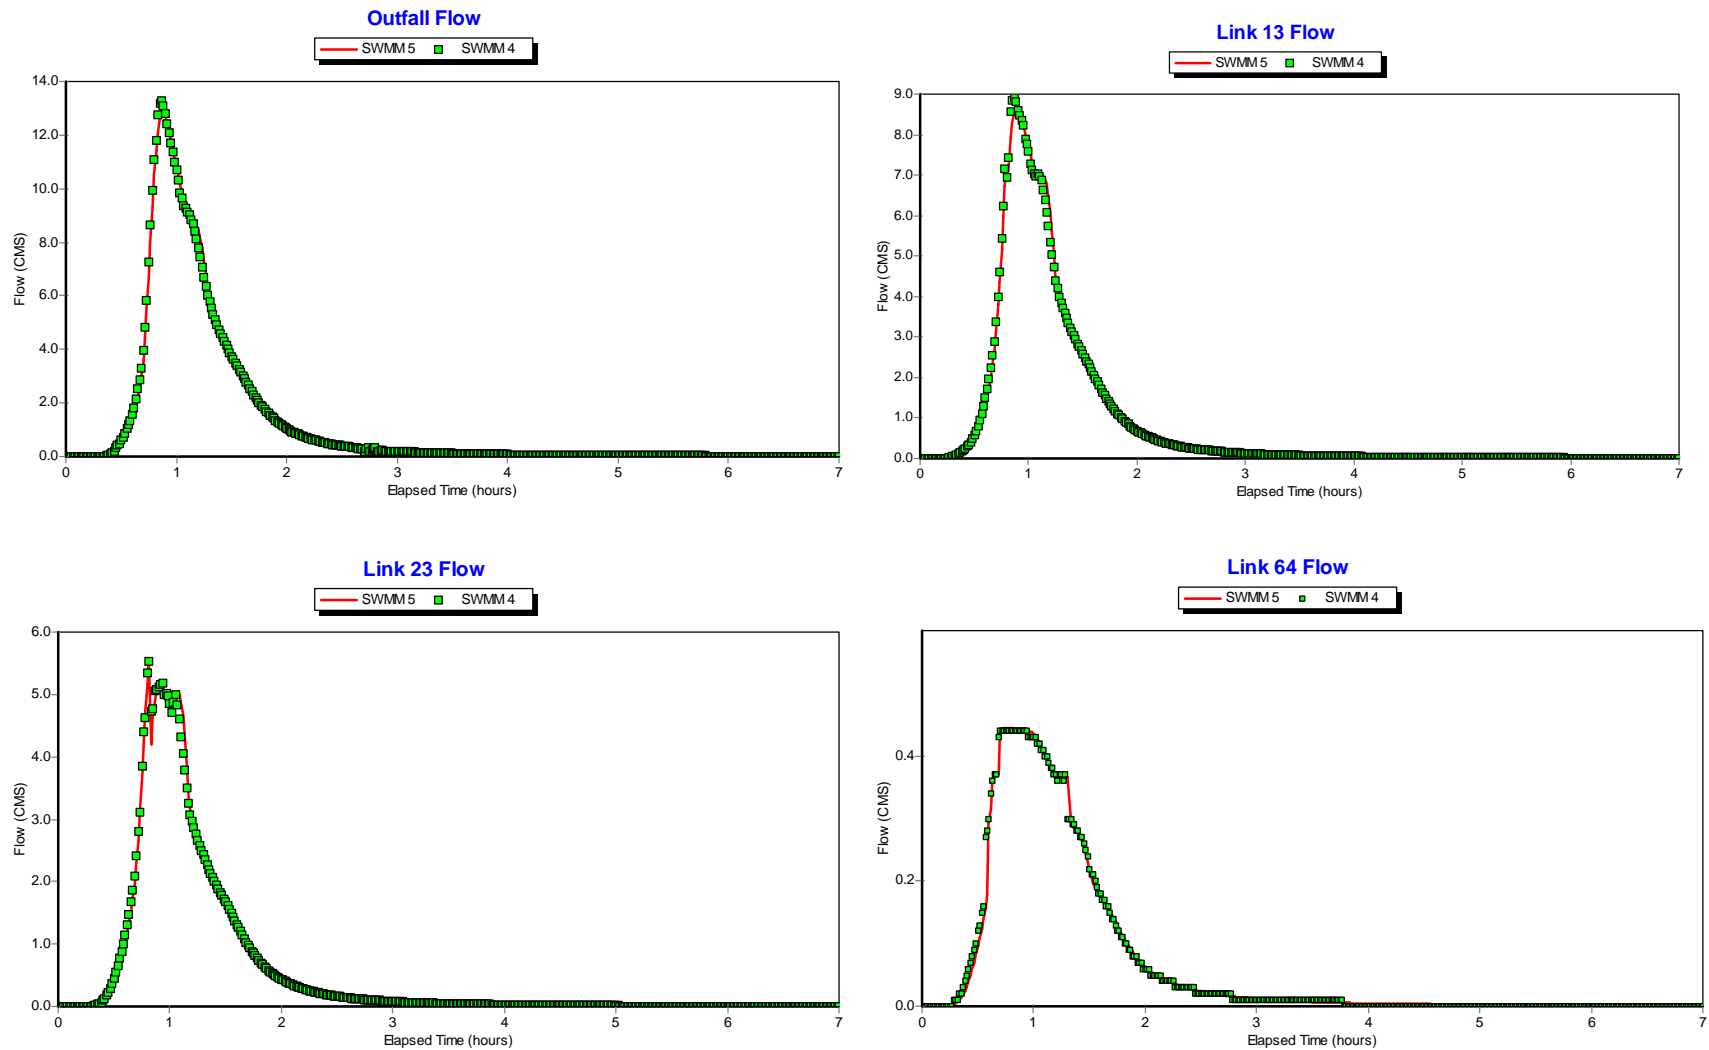 Outfall Flow
SWMM 5 SWMM 4
14.0
12.0
10.0
8.0
6.0
4.0
2.0
0.0
Flow (CMS)
0 1 2 3 4 5 6 7
Elapsed Time (hours)
Link 13 Flow
SWMM 5 SWMM 4
9.0
8.0
7.0
6.0
5.0
4.0
3.0
2.0
1.0
0.0
Flow (CMS)
0 1 2 3 4 5 6 7
Elapsed Time (hours)
Link 23 Flow
SWMM 5 SWMM 4
6.0
5.0
4.0
3.0
2.0
1.0
0.0
Flow (CMS)
0 1 2 3 4 5 6 7
Elapsed Time (hours)
Link 64 Flow
SWMM 5 SWMM 4
0.4
0.2
0.0
Flow (CMS)
0 1 2 3 4 5 6 7
Elapsed Time (hours)